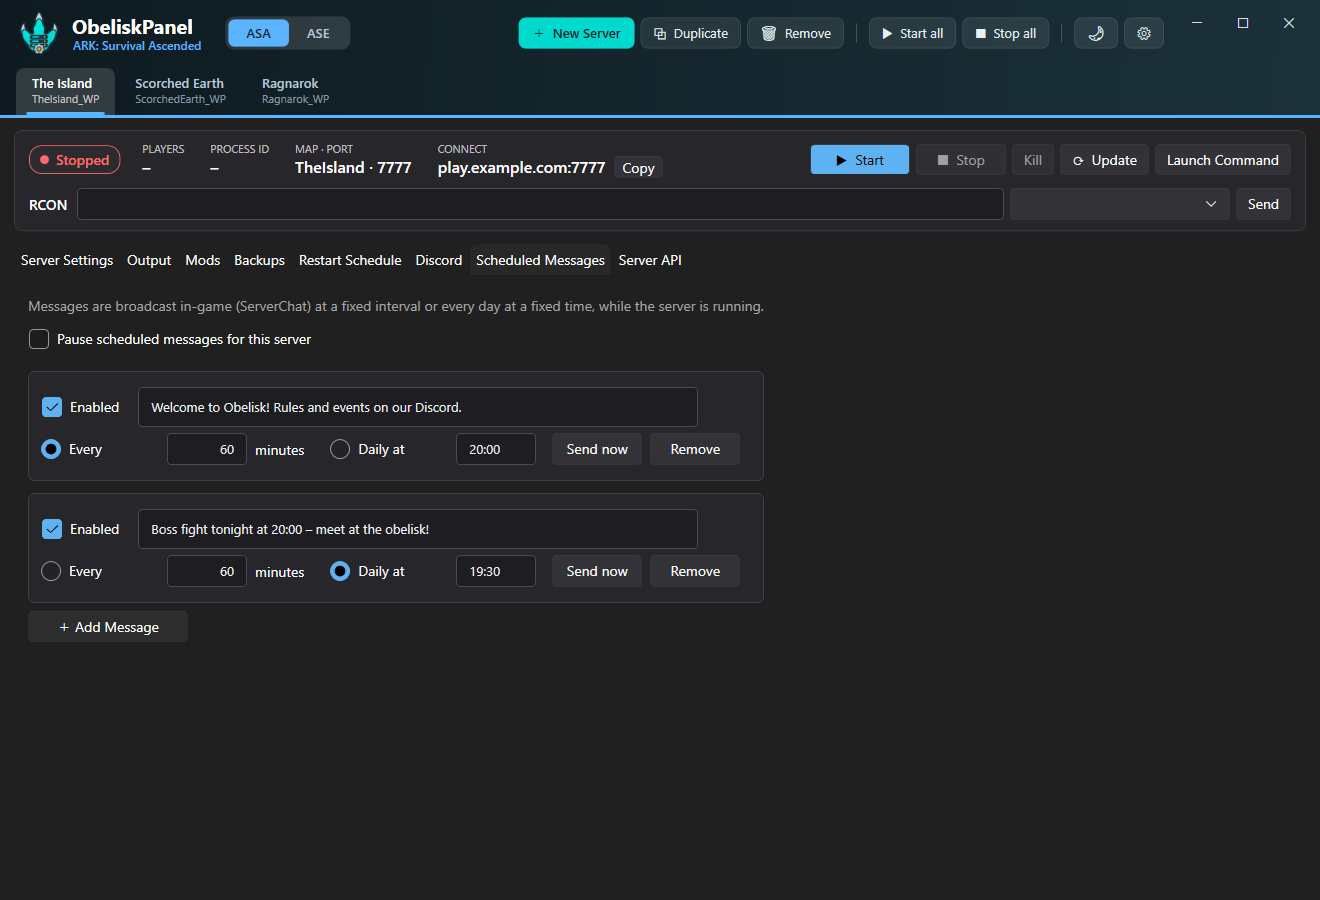 ObeliskPanel
ARK: Survival Ascended
ASA ASE
+ New Server Duplicate Remove Start all Stop all
The Island Scorched Earth Ragnarok
TheIsland_WP ScorchedEarth_WP Ragnarok_WP
Stopped
PLAYERS PROCESS ID MAP · PORT CONNECT
– – TheIsland · 7777 play.example.com:7777 Copy
Start Stop Kill Update Launch Command
RCON Send
Server Settings Output Mods Backups Restart Schedule Discord Scheduled Messages Server API
Messages are broadcast in-game (ServerChat) at a fixed interval or every day at a fixed time, while the server is running.
Pause scheduled messages for this server
Enabled Welcome to Obelisk! Rules and events on our Discord.
Every 60 minutes Daily at 20:00 Send now Remove
Enabled Boss fight tonight at 20:00 – meet at the obelisk!
Every 60 minutes Daily at 19:30 Send now Remove
+ Add Message